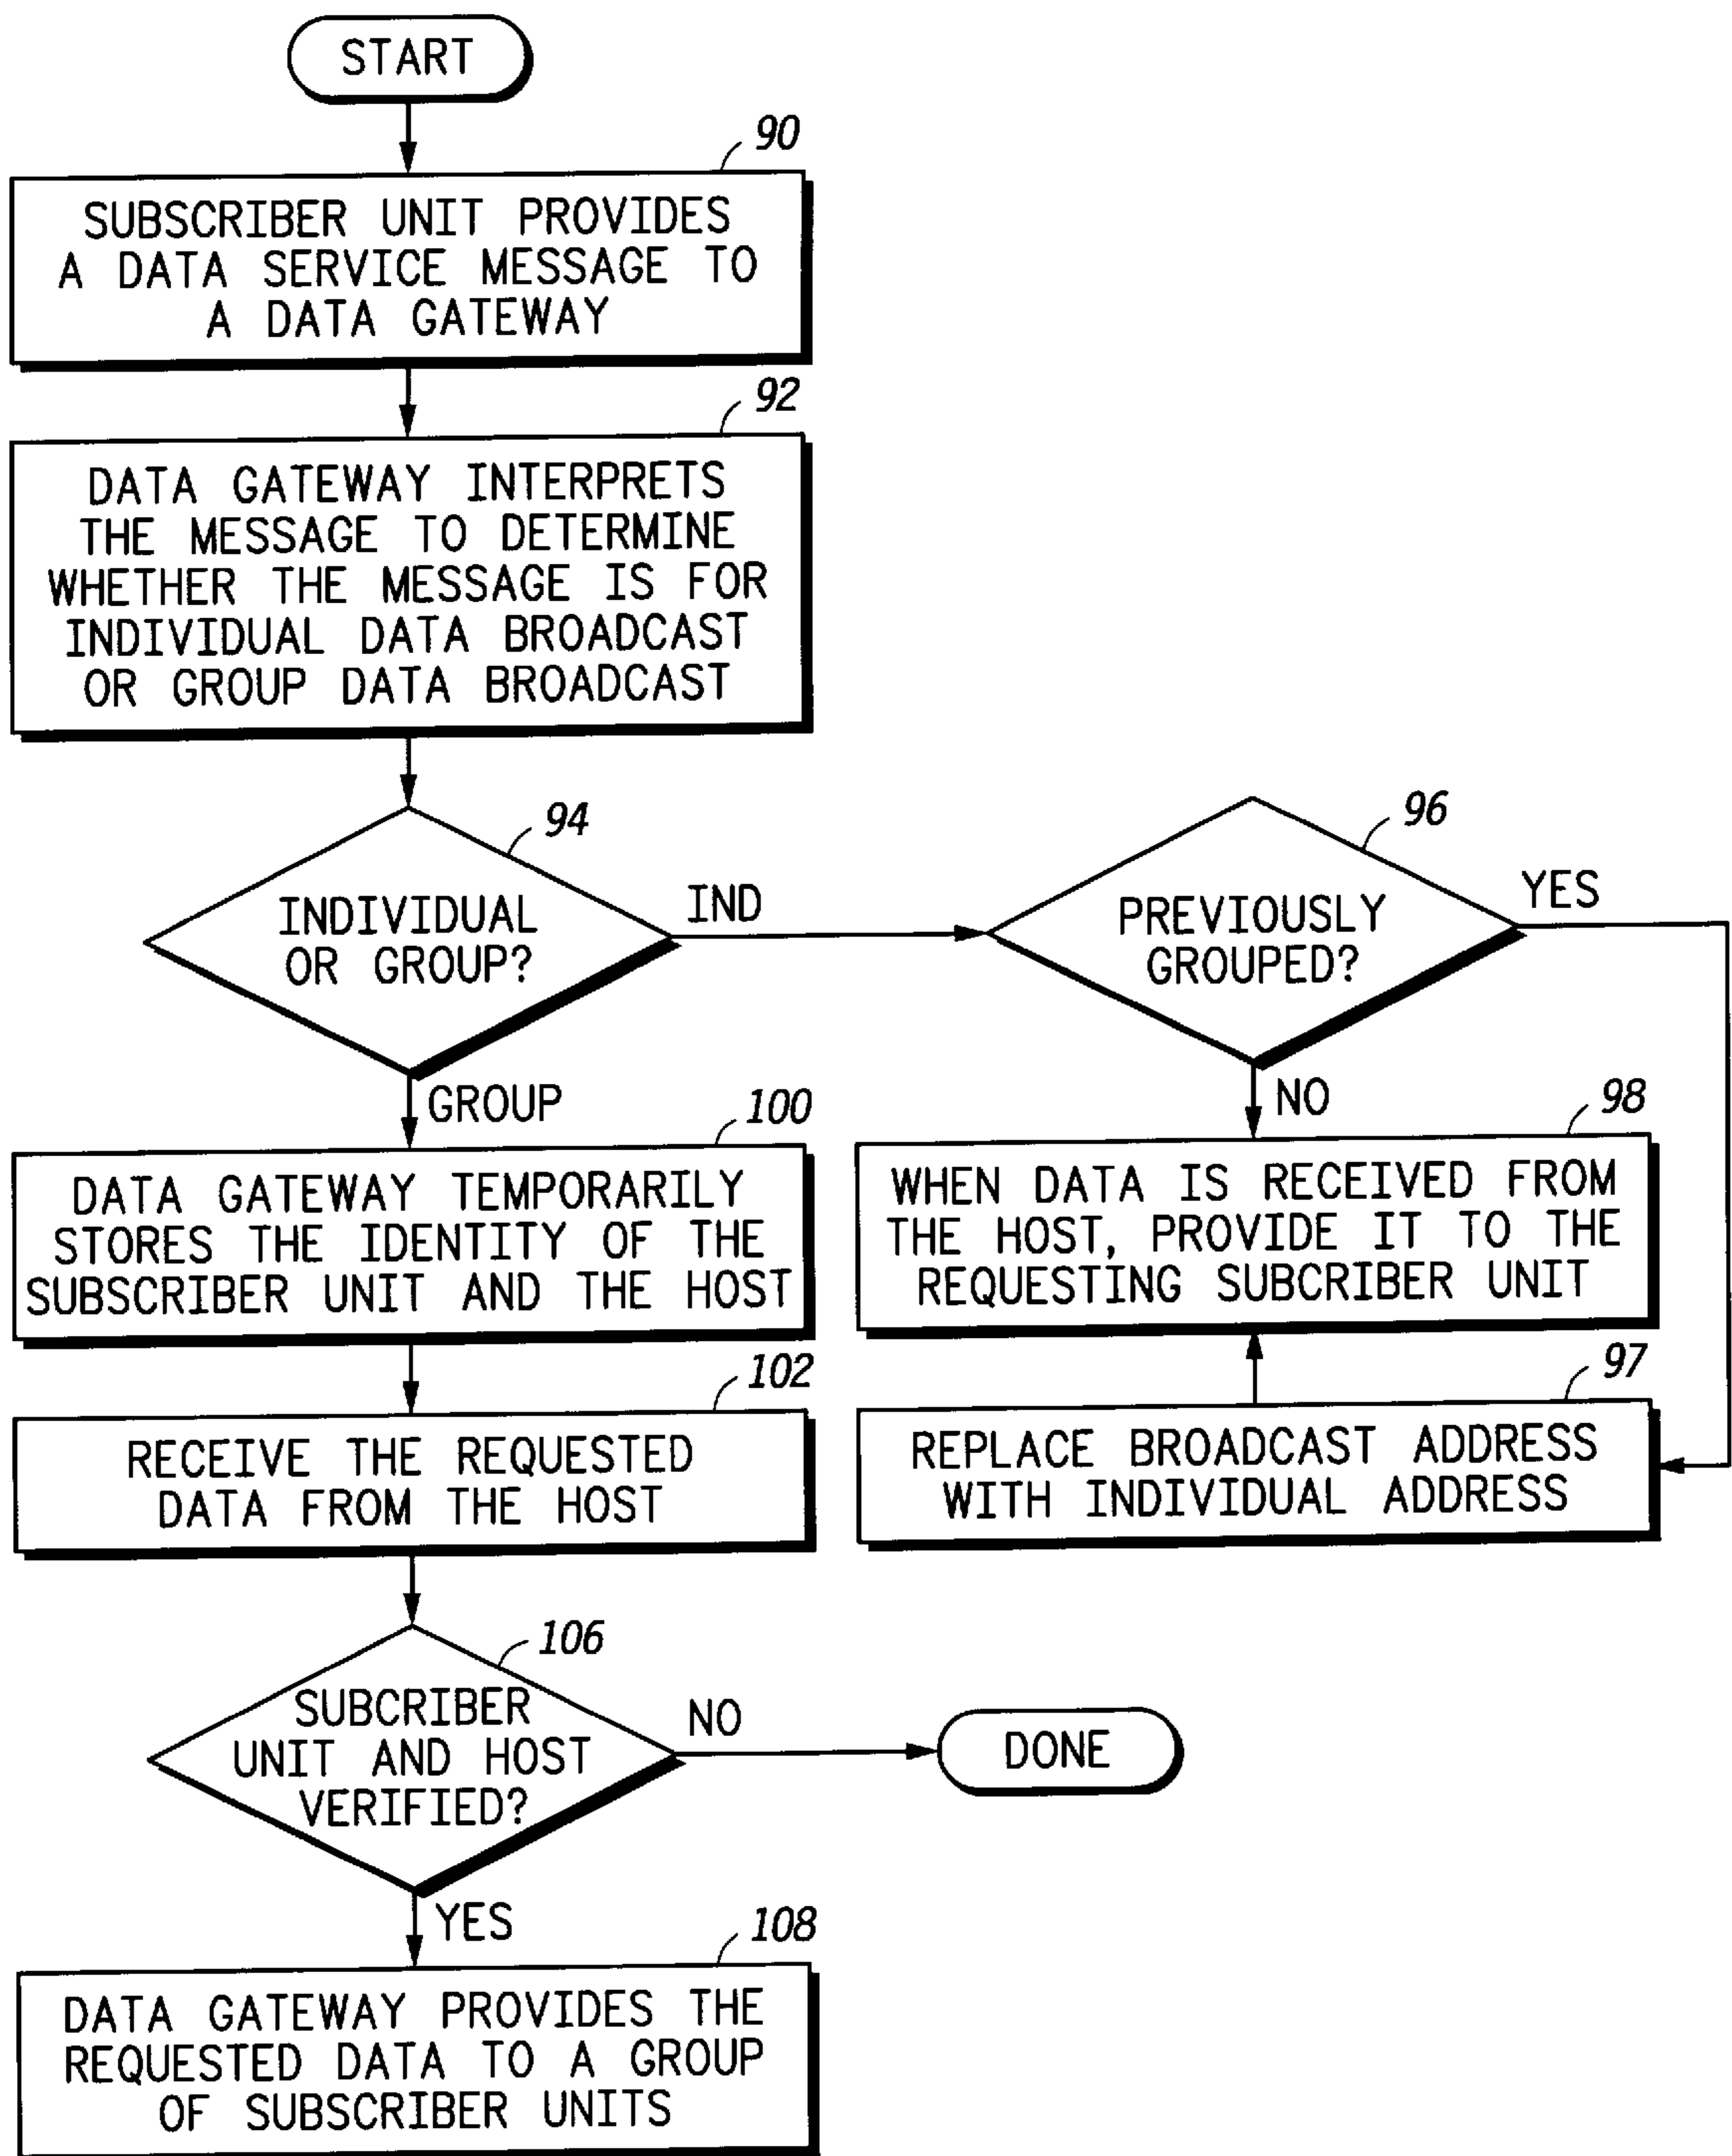 START
90
SUBSCRIBER UNIT PROVIDES
A DATA SERVICE MESSAGE TO
A DATA GATEWAY
92
DATA GATEWAY INTERPRETS
THE MESSAGE TO DETERMINE
WHETHER THE MESSAGE IS FOR
INDIVIDUAL DATA BROADCAST
OR GROUP DATA BROADCAST
94
INDIVIDUAL
OR GROUP?
IND
96
PREVIOUSLY
GROUPED?
YES
GROUP
NO
100
DATA GATEWAY TEMPORARILY
STORES THE IDENTITY OF THE
SUBSCRIBER UNIT AND THE HOST
98
WHEN DATA IS RECEIVED FROM
THE HOST, PROVIDE IT TO THE
REQUESTING SUBCRIBER UNIT
102
RECEIVE THE REQUESTED
DATA FROM THE HOST
97
REPLACE BROADCAST ADDRESS
WITH INDIVIDUAL ADDRESS
106
SUBCRIBER
UNIT AND HOST
VERIFIED?
NO
DONE
YES
108
DATA GATEWAY PROVIDES THE
REQUESTED DATA TO A GROUP
OF SUBSCRIBER UNITS